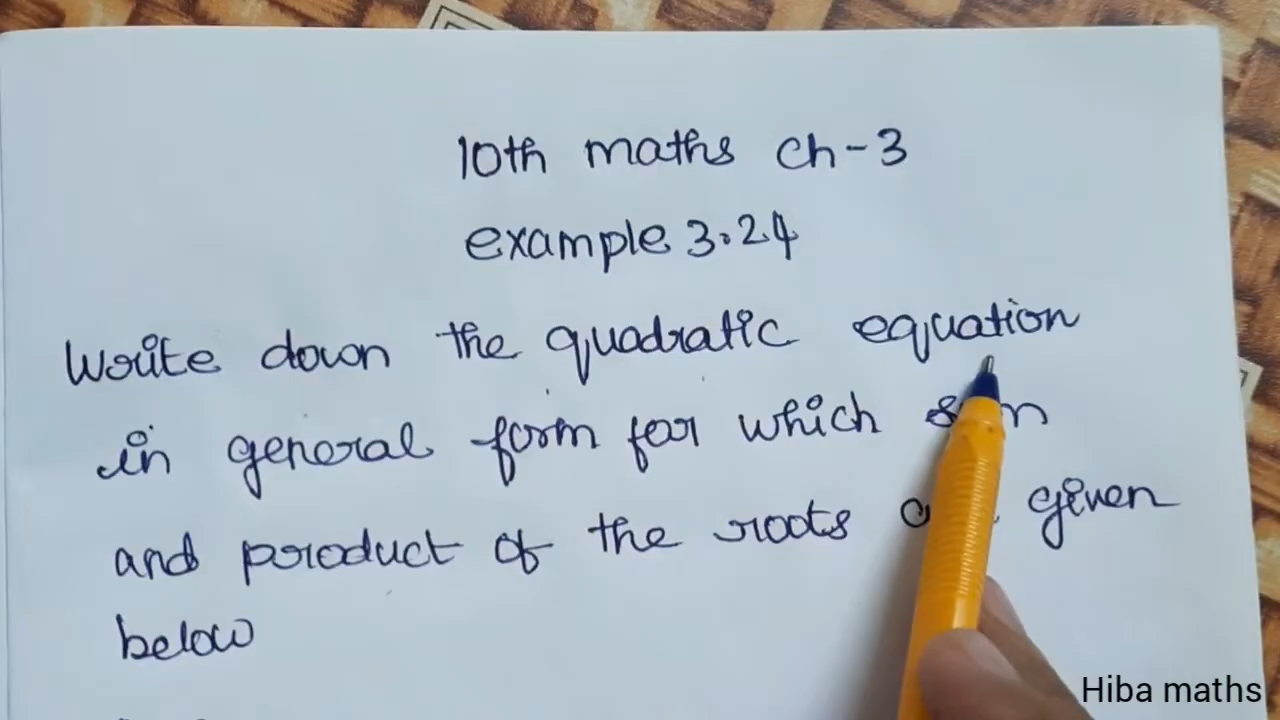 10th maths ch-3
example 3.24
Write down the quadratic equation
in general form for which
and product of the roots given
below
Hiba maths